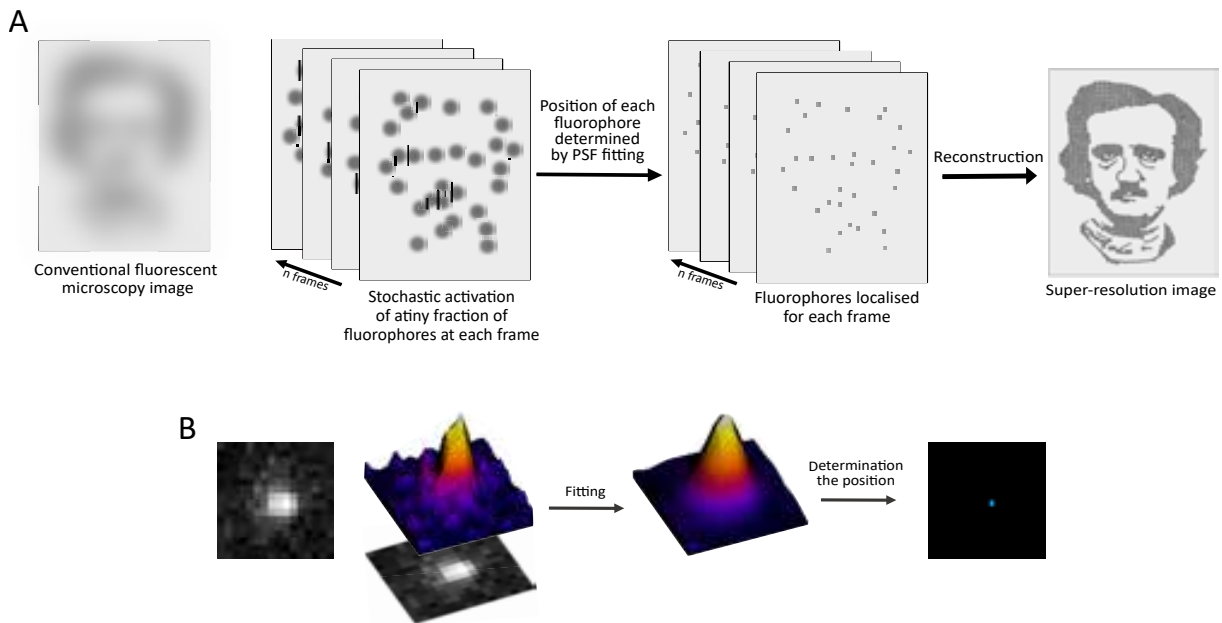 A
Conventional fluorescent
microscopy image
n frames
Stochastic activation
of atiny fraction of
fluorophores at each frame
Position of each
fluorophore
determined
by PSF fitting
n frames
Fluorophores localised
for each frame
Reconstruction
Super-resolution image
B
Fitting
Determination
the position